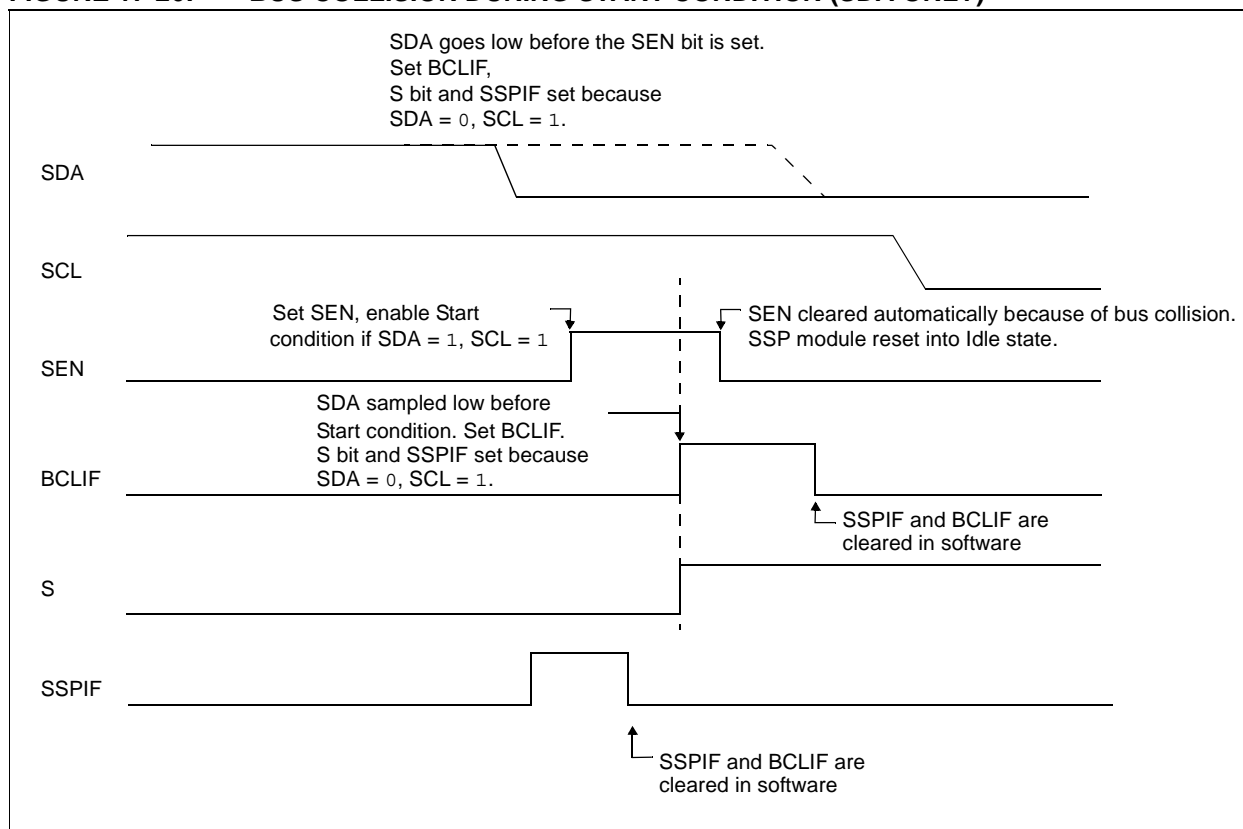 SDA goes low before the SEN bit is set.
Set BCLIF,
S bit and SSPIF set because
SDA = 0, SCL = 1.
SDA
SCL
Set SEN, enable Start
condition if SDA = 1, SCL = 1
SEN cleared automatically because of bus collision.
SSP module reset into Idle state.
SEN
SDA sampled low before
Start condition. Set BCLIF.
S bit and SSPIF set because
SDA = 0, SCL = 1.
BCLIF
SSPIF and BCLIF are
cleared in software
S
SSPIF
SSPIF and BCLIF are
cleared in software